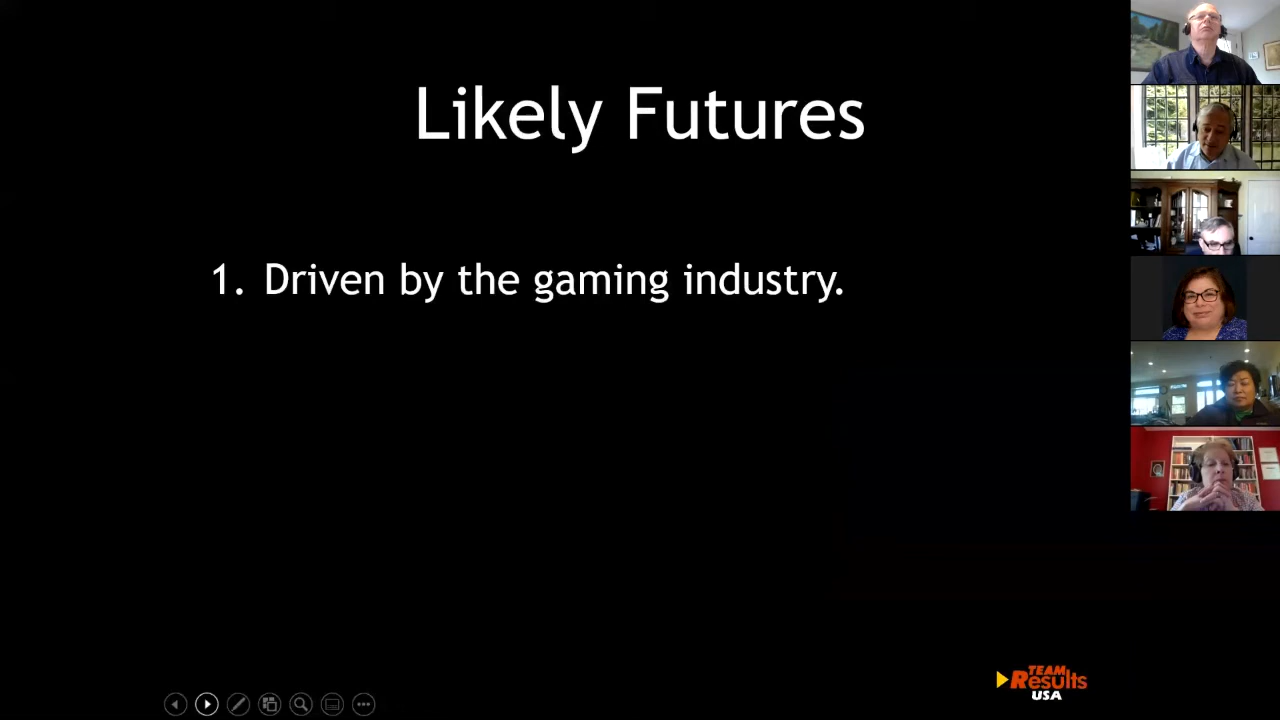 Likely Futures
1. Driven by the gaming industry.
TEAM
Results
USA